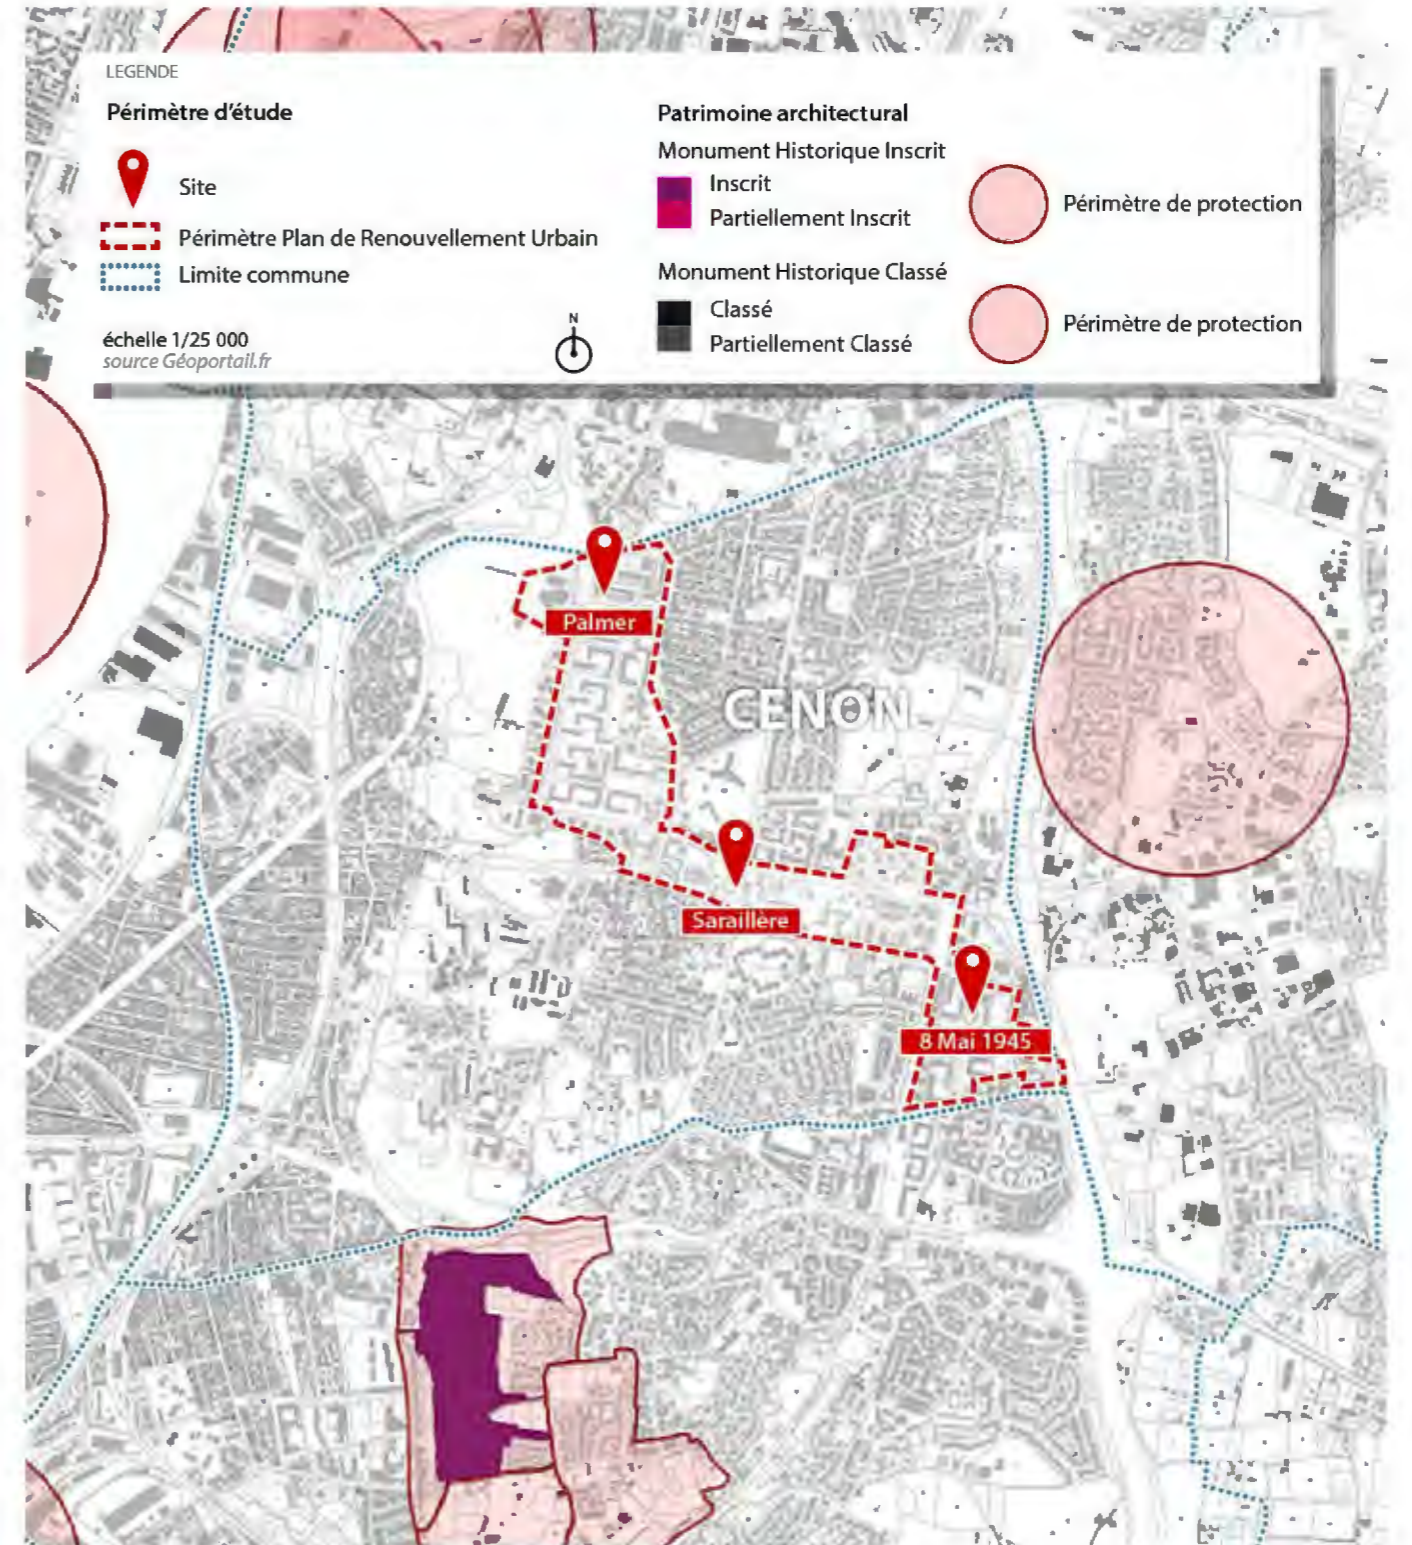 LEGENDE
Périmètre d'étude
Site
Périmètre Plan de Renouvellement Urbain
Limite commune
échelle 1/25 000
source Géoportail.fr
N
Patrimoine architectural
Monument Historique Inscrit
Inscrit
Partiellement Inscrit
Périmètre de protection
Monument Historique Classé
Classé
Partiellement Classé
Périmètre de protection
Palmer
CENON
Saraillère
8 Mai 1945